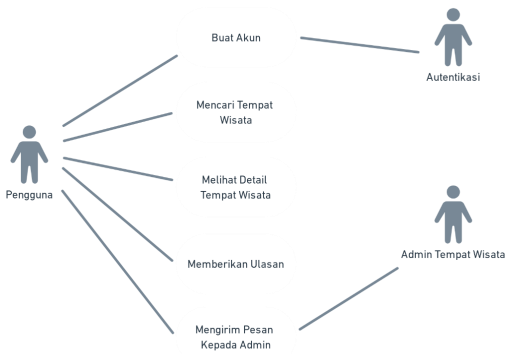 Buat Akun
Autentikasi
Mencari Tempat
Wisata
Pengguna
Melihat Detail
Tempat Wisata
Admin Tempat Wisata
Memberikan Ulasan
Mengirim Pesan
Kepada Admin